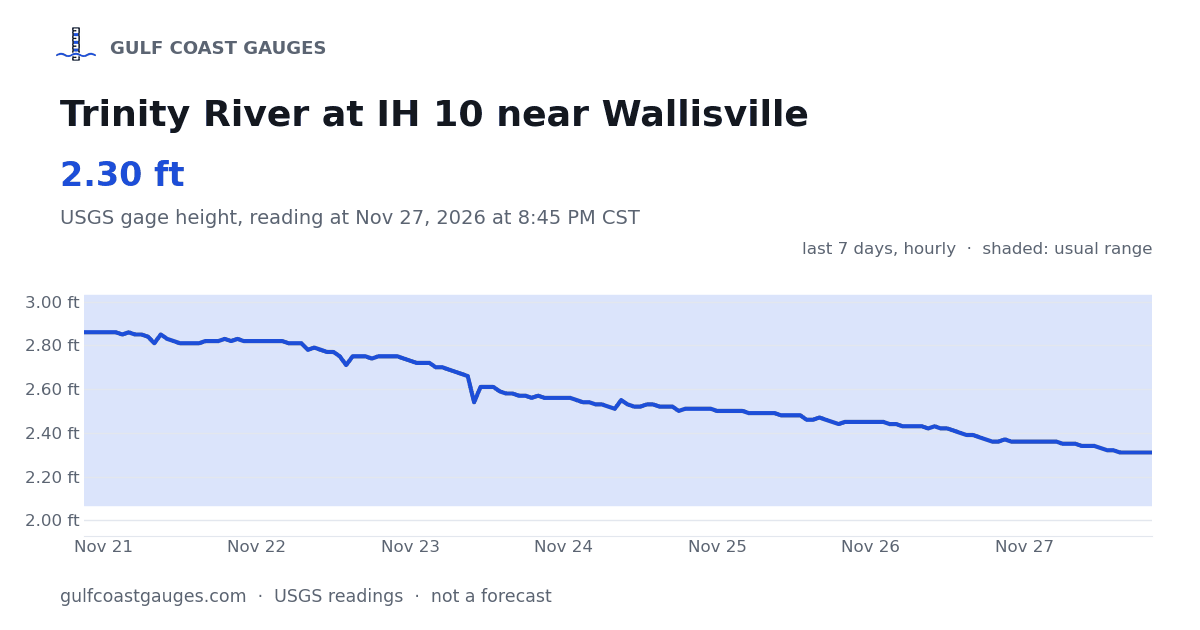 GULF COAST GAUGES
Trinity River at IH 10 near Wallisville
2.30 ft
USGS gage height, reading at Nov 27, 2026 at 8:45 PM CST
last 7 days, hourly · shaded: usual range
3.00 ft
2.80 ft
2.60 ft
2.40 ft
2.20 ft
2.00 ft
Nov 21 Nov 22 Nov 23 Nov 24 Nov 25 Nov 26 Nov 27
gulfcoastgauges.com · USGS readings · not a forecast